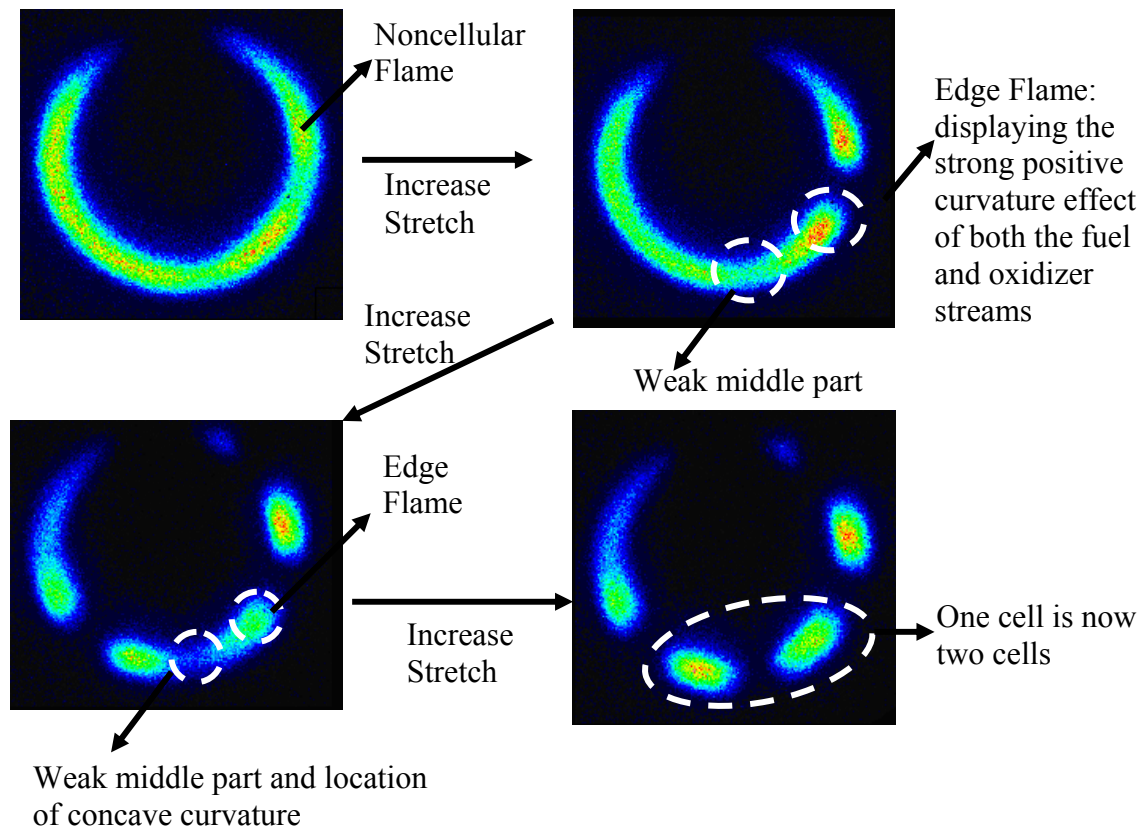 Noncellular
Flame
Increase
Stretch
Edge Flame:
displaying the
strong positive
curvature effect
of both the fuel
and oxidizer
streams
Weak middle part
Increase
Stretch
Edge
Flame
Increase
Stretch
One cell is now
two cells
Weak middle part and location
of concave curvature